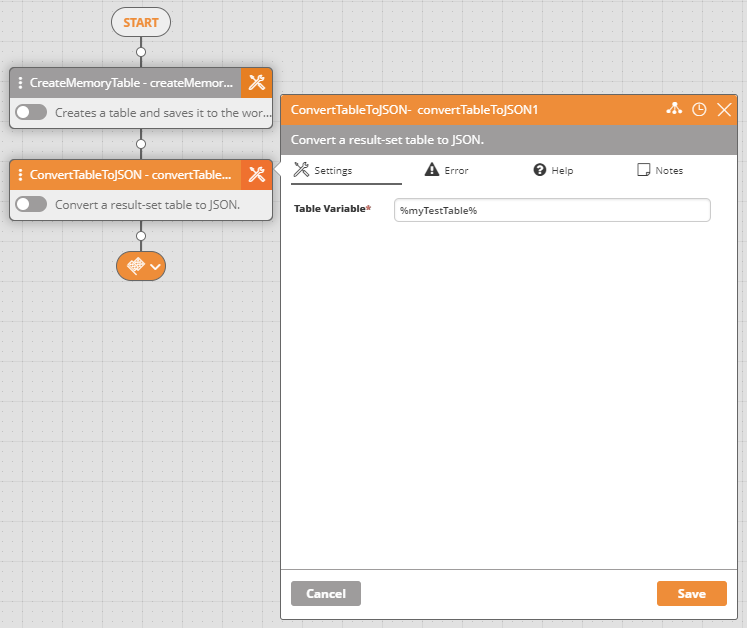 START
CreateMemoryTable - createMemor...
Creates a table and saves it to the wor...
ConvertTableToJSON - convertTable...
Convert a result-set table to JSON.
ConvertTableToJSON- convertTableToJSON1
Convert a result-set table to JSON.
Settings Error Help Notes
Table Variable* %myTestTable%
Cancel Save